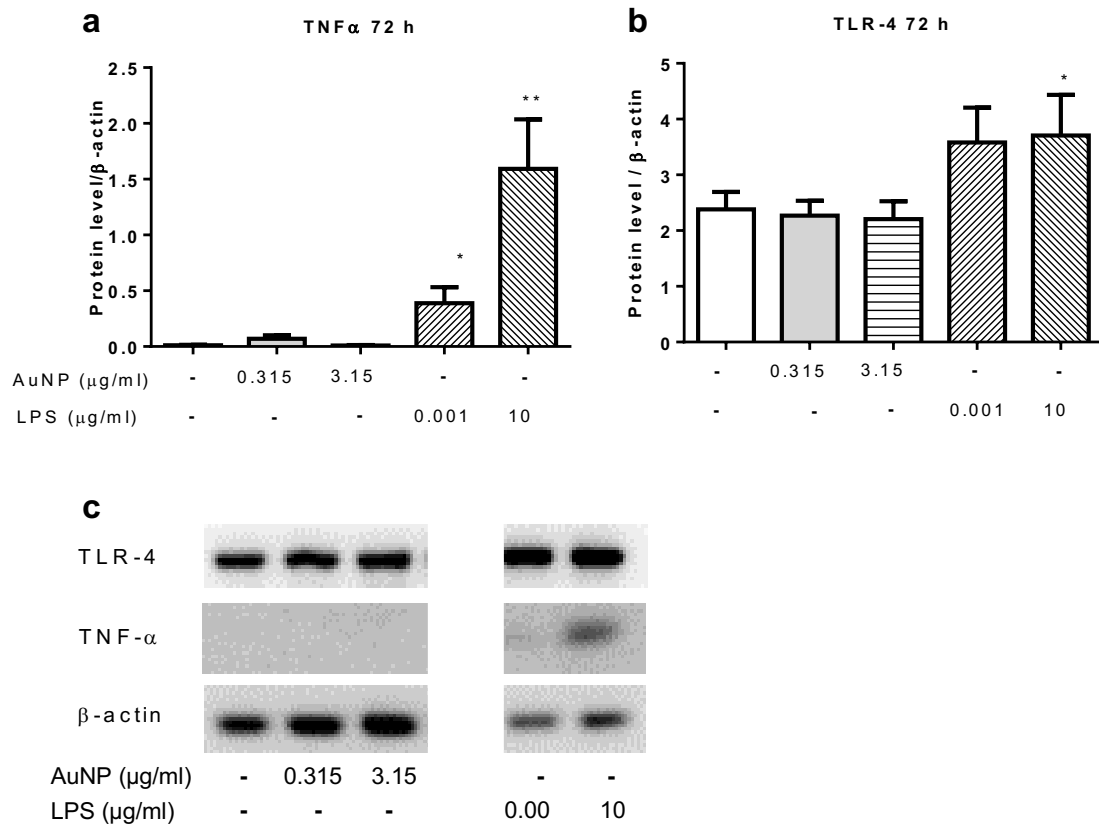 a
TNFα 72 h
Protein level/β-actin
2.5
2.0
1.5
1.0
0.5
0.0
*
**
AuNP (μg/ml) - 0.315 3.15 - -
LPS (μg/ml) - - - 0.001 10
b
TLR-4 72 h
Protein level / β-actin
5
4
3
2
1
0
*
- 0.315 3.15 - -
- - - 0.001 10
c
TLR-4
TNF-α
β-actin
AuNP (μg/ml) - 0.315 3.15 - -
LPS (μg/ml) - - - 0.00 10